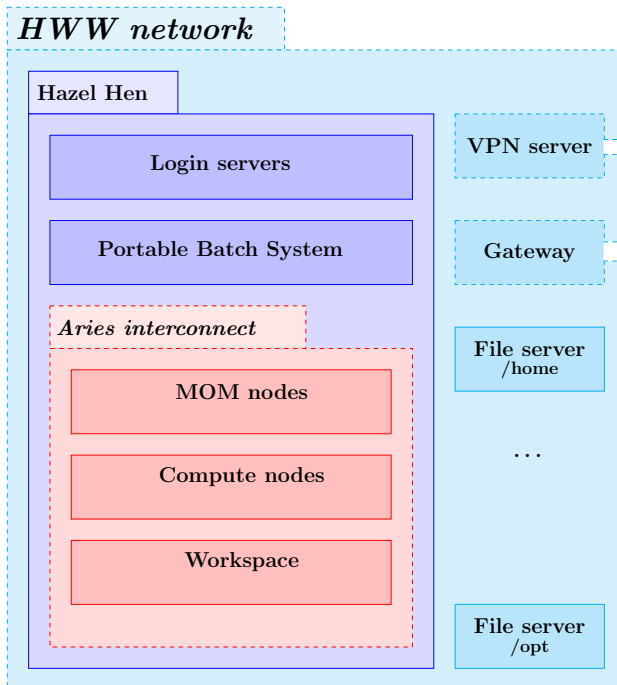 HWW network
Hazel Hen
Login servers
Portable Batch System
Aries interconnect
MOM nodes
Compute nodes
Workspace
VPN server
Gateway
File server
/home
...
File server
/opt